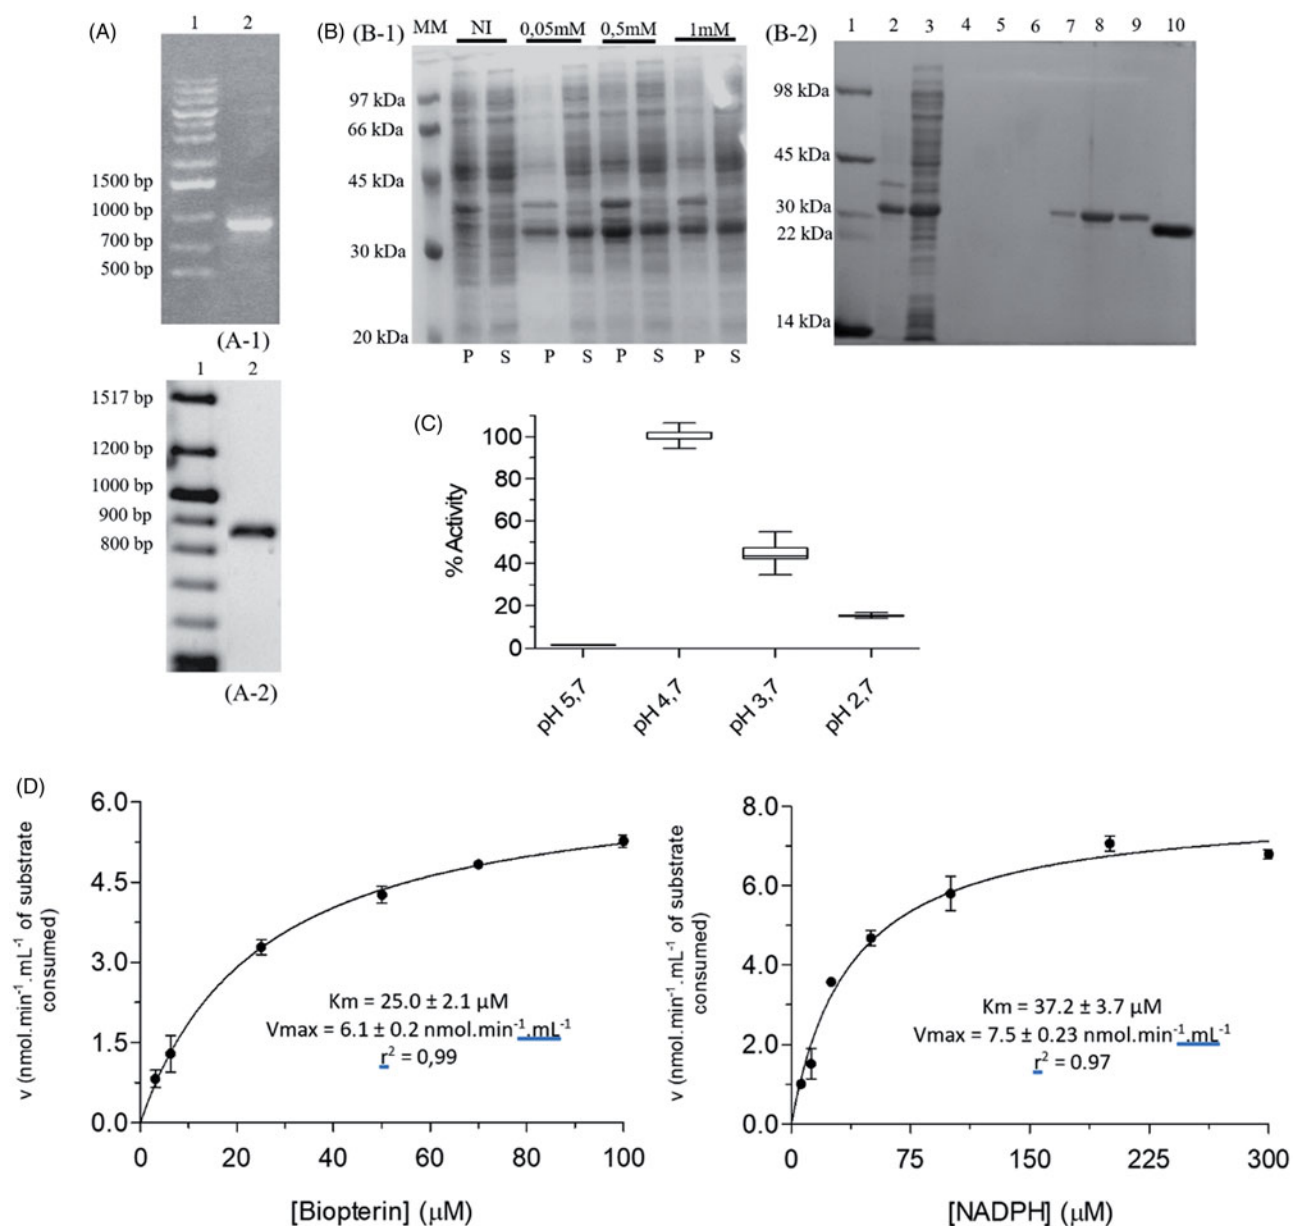 (A)
1 2
1500 bp
1000 bp
700 bp
500 bp
(A-1)
1 2
1517 bp
1200 bp
1000 bp
900 bp
800 bp
(A-2)
(B) (B-1)
MM NI 0,05mM 0,5mM 1mM
97 kDa
66 kDa
45 kDa
30 kDa
20 kDa
P S P S P S P S
(B-2)
1 2 3 4 5 6 7 8 9 10
98 kDa
45 kDa
30 kDa
22 kDa
14 kDa
(C)
% Activity
100
80
60
40
20
0
pH 5,7 pH 4,7 pH 3,7 pH 2,7
(D)
v (nmol.min⁻¹.mL⁻¹ of substrate
consumed)
6.0
4.5
3.0
1.5
0.0
Km = 25.0 ± 2.1 µM
Vmax = 6.1 ± 0.2 nmol.min⁻¹.mL⁻¹
r² = 0,99
0 20 40 60 80 100
[Biopterin] (µM)
v (nmol.min⁻¹.mL⁻¹ of substrate
consumed)
8.0
6.0
4.0
2.0
0.0
Km = 37.2 ± 3.7 µM
Vmax = 7.5 ± 0.23 nmol.min⁻¹.mL⁻¹
r² = 0.97
0 75 150 225 300
[NADPH] (µM)